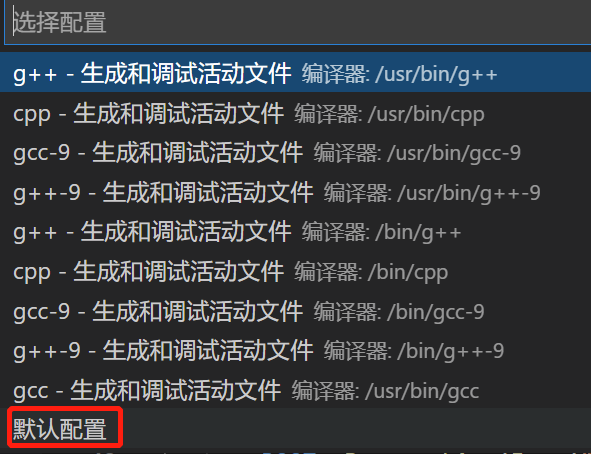 选择配置
g++ - 生成和调试活动文件 编译器: /usr/bin/g++
cpp - 生成和调试活动文件 编译器: /usr/bin/cpp
gcc-9 - 生成和调试活动文件 编译器: /usr/bin/gcc-9
g++-9 - 生成和调试活动文件 编译器: /usr/bin/g++-9
g++ - 生成和调试活动文件 编译器: /bin/g++
cpp - 生成和调试活动文件 编译器: /bin/cpp
gcc-9 - 生成和调试活动文件 编译器: /bin/gcc-9
g++-9 - 生成和调试活动文件 编译器: /bin/g++-9
gcc - 生成和调试活动文件 编译器: /usr/bin/gcc
默认配置